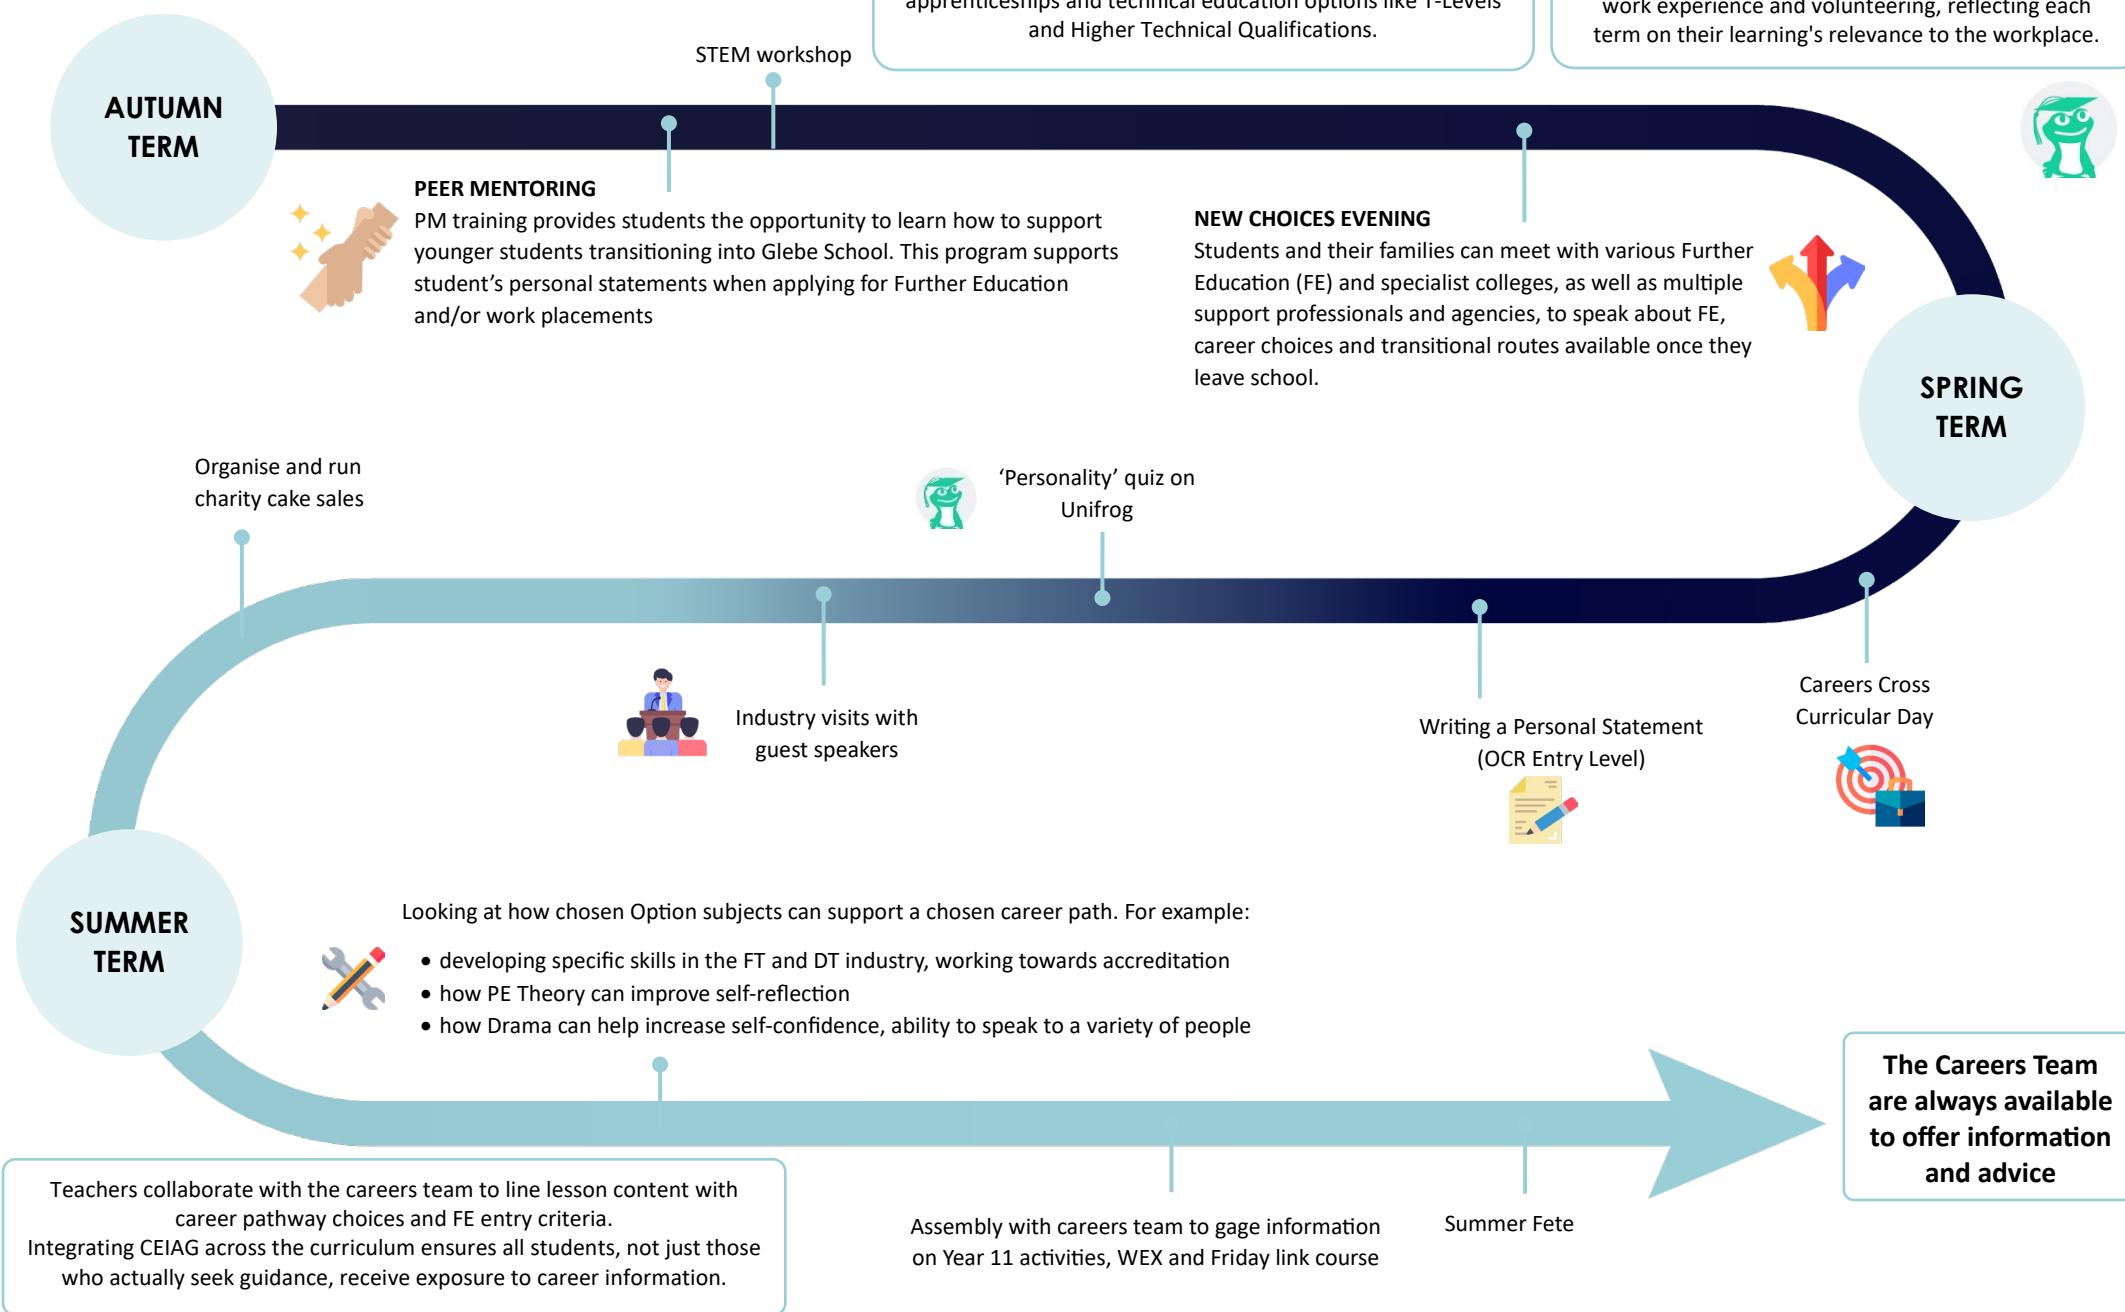 apprenticeships and technical education options like T-Levels
and Higher Technical Qualifications.
work experience and volunteering, reflecting each
term on their learning's relevance to the workplace.
STEM workshop
AUTUMN
TERM
PEER MENTORING
PM training provides students the opportunity to learn how to support
younger students transitioning into Glebe School. This program supports
student’s personal statements when applying for Further Education
and/or work placements
NEW CHOICES EVENING
Students and their families can meet with various Further
Education (FE) and specialist colleges, as well as multiple
support professionals and agencies, to speak about FE,
career choices and transitional routes available once they
leave school.
SPRING
TERM
Organise and run
charity cake sales
‘Personality’ quiz on
Unifrog
Industry visits with
guest speakers
Writing a Personal Statement
(OCR Entry Level)
Careers Cross
Curricular Day
SUMMER
TERM
Looking at how chosen Option subjects can support a chosen career path. For example:
• developing specific skills in the FT and DT industry, working towards accreditation
• how PE Theory can improve self-reflection
• how Drama can help increase self-confidence, ability to speak to a variety of people
The Careers Team
are always available
to offer information
and advice
Teachers collaborate with the careers team to line lesson content with
career pathway choices and FE entry criteria.
Integrating CEIAG across the curriculum ensures all students, not just those
who actually seek guidance, receive exposure to career information.
Assembly with careers team to gage information
on Year 11 activities, WEX and Friday link course
Summer Fete